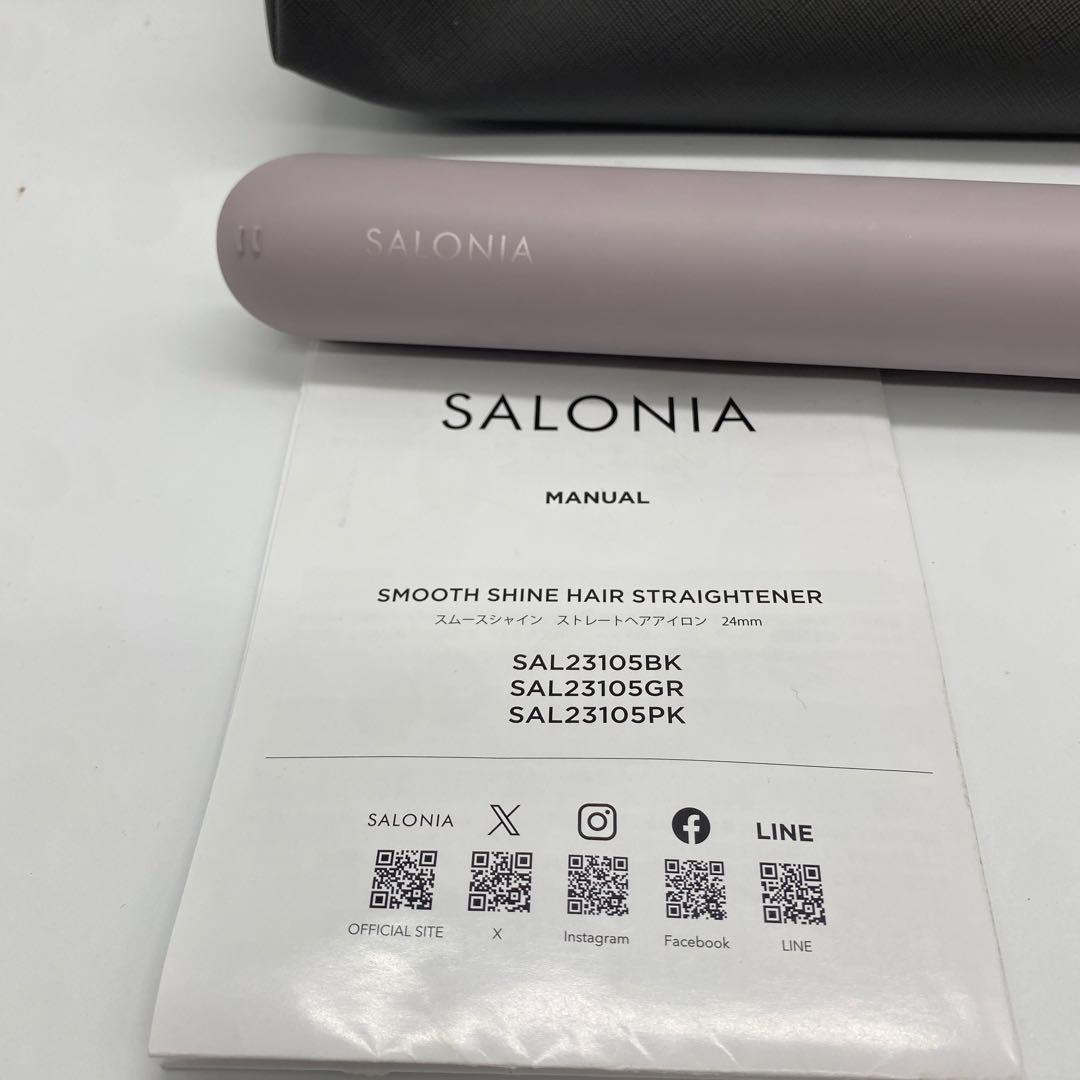 SALONIA
SALONIA
MANUAL
SMOOTH SHINE HAIR STRAIGHTENER
スムースシャイン　ストレートヘアアイロン　24mm
SAL23105BK
SAL23105GR
SAL23105PK
SALONIA
LINE
OFFICIAL SITE
X
Instagram
Facebook
LINE